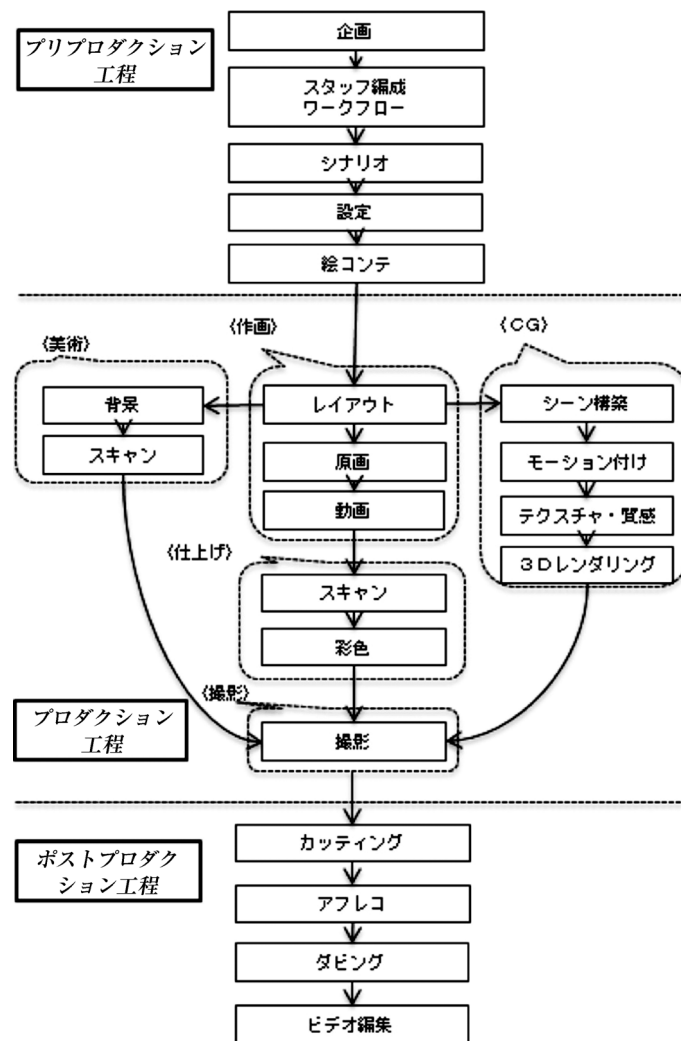 プリプロダクション
工程
企画
スタッフ編成
ワークフロー
シナリオ
設定
絵コンテ
〈美術〉
〈作画〉
〈CG〉
背景
レイアウト
シーン構築
スキャン
原画
モーション付け
動画
テクスチャ・質感
〈仕上げ〉
3Dレンダリング
スキャン
彩色
〈撮影〉
プロダクション
工程
撮影
ポストプロダク
ション工程
カッティング
アフレコ
ダビング
ビデオ編集